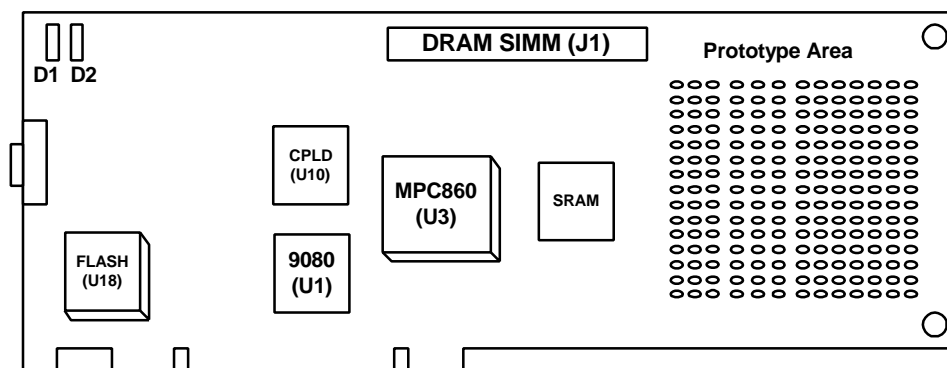 DRAM SIMM (J1)
Prototype Area
D1 D2
CPLD
(U10)
MPC860
(U3)
SRAM
FLASH
(U18)
9080
(U1)